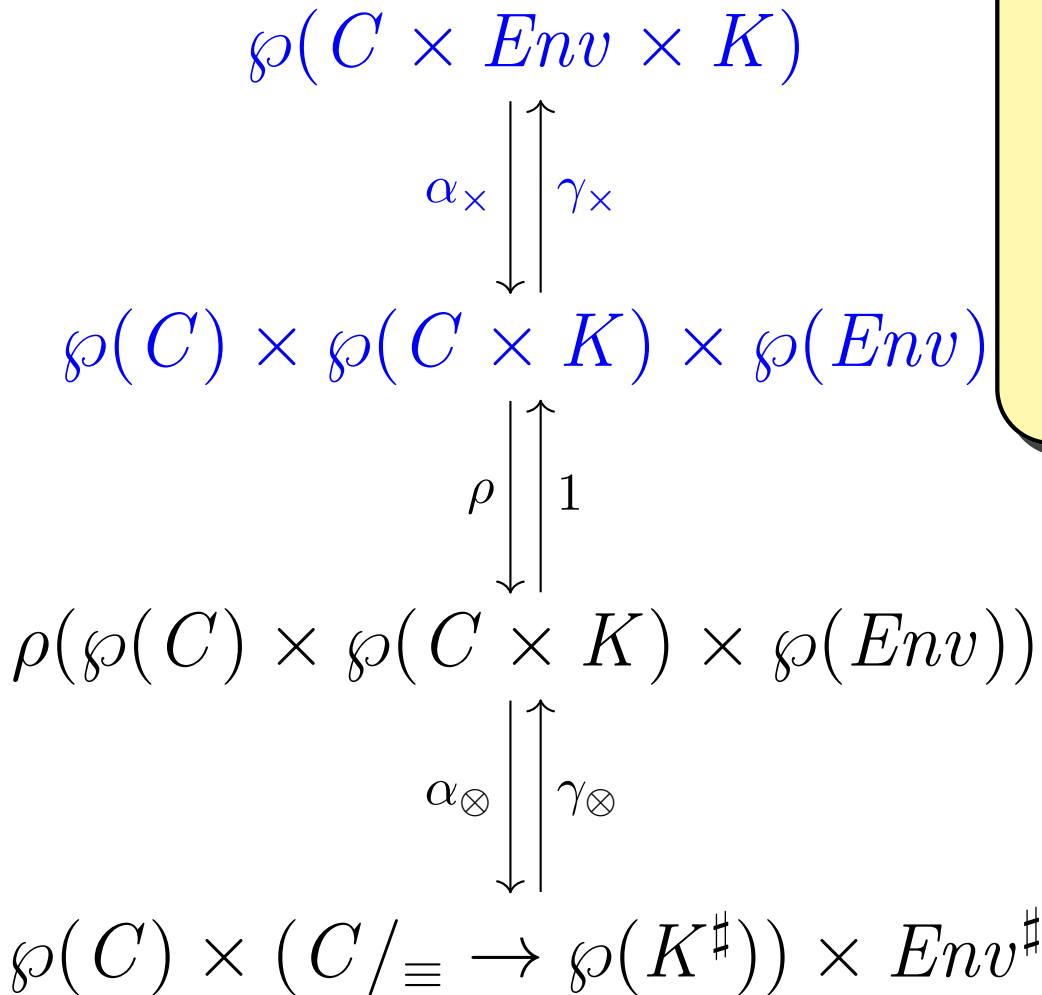 ℘(C × Env × K)
α× γ×
℘(C) × ℘(C × K) × ℘(Env)
ρ 1
ρ(℘(C) × ℘(C × K) × ℘(Env))
α⊗ γ⊗
℘(C) × (C/≡ → ℘(K♯)) × Env♯